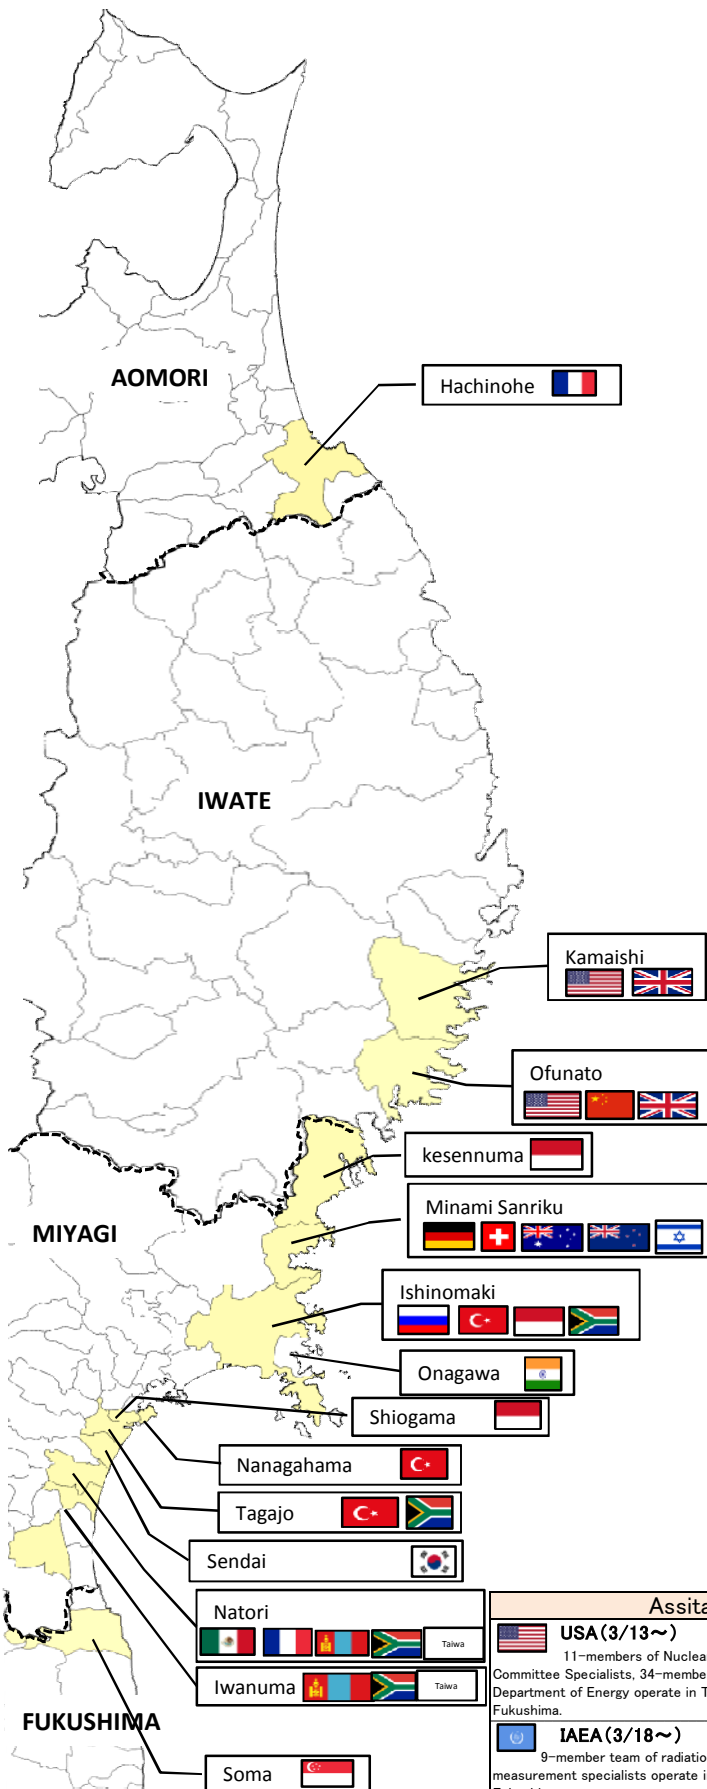 AOMORI
Hachinohe
IWATE
Kamaishi
Ofunato
kesennuma
MIYAGI
Minami Sanriku
Ishinomaki
Onagawa
Shiogama
Nanagahama
Tagajo
Sendai
Natori
Taiwa
Iwanuma
Taiwa
FUKUSHIMA
Soma
Assita
USA(3/13～)
11-members of Nuclear
Committee Specialists, 34-membe
Department of Energy operate in T
Fukushima.
IAEA(3/18～)
9-member team of radiatio
measurement specialists operate i